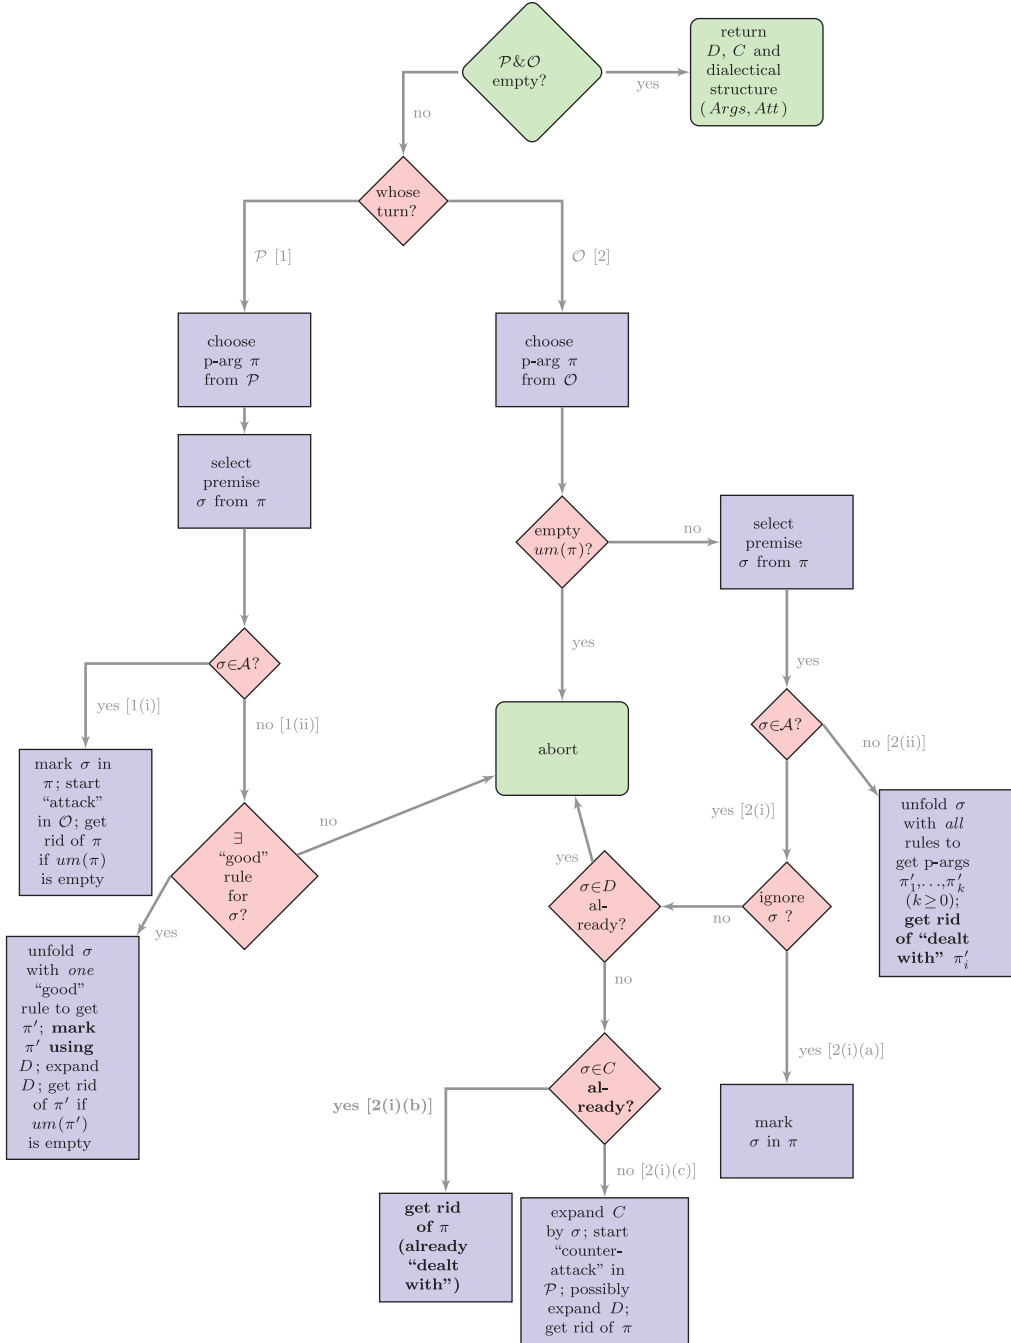 𝒫&𝒪
empty?
return
D, C and
dialectical
structure
(Args, Att)
yes
no
whose
turn?
𝒫 [1]
𝒪 [2]
choose
p-arg π
from 𝒫
choose
p-arg π
from 𝒪
select
premise
σ from π
empty
um(π)?
no
select
premise
σ from π
yes
yes
σ∈𝒜?
yes [1(i)]
no [1(ii)]
abort
σ∈𝒜?
no [2(ii)]
mark σ in
π; start
“attack”
in 𝒪; get
rid of π
if um(π)
is empty
∃
“good”
rule
for
σ?
no
yes
yes [2(i)]
unfold σ
with all
rules to
get p-args
π′₁,...,π′ₖ
(k≥0);
get rid
of “dealt
with” π′ᵢ
yes
σ∈D
al-
ready?
no
ignore
σ ?
unfold σ
with one
“good”
rule to get
π′; mark
π′ using
D; expand
D; get rid
of π′ if
um(π′)
is empty
no
yes [2(i)(a)]
σ∈C
al-
ready?
yes [2(i)(b)]
mark
σ in π
no [2(i)(c)]
get rid
of π
(already
“dealt
with”)
expand C
by σ; start
“counter-
attack” in
𝒫; possibly
expand D;
get rid of π